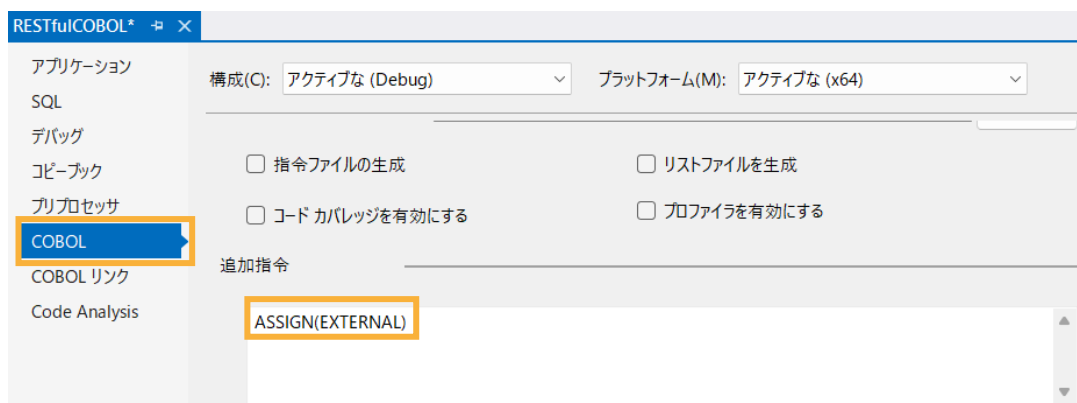 RESTfulCOBOL*
アプリケーション
SQL
デバッグ
コピーブック
プリプロセッサ
COBOL
COBOL リンク
Code Analysis
構成(C): アクティブな (Debug) プラットフォーム(M): アクティブな (x64)
指令ファイルの生成 リストファイルを生成
コード カバレッジを有効にする プロファイラを有効にする
追加指令
ASSIGN(EXTERNAL)